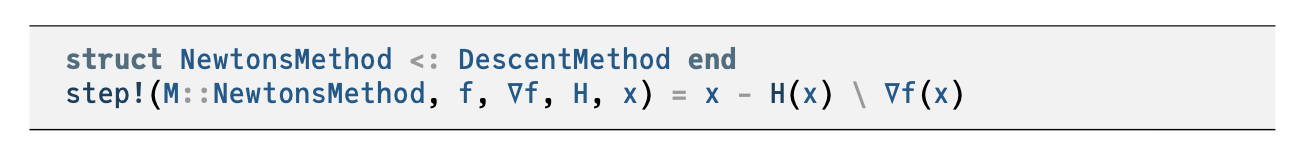 struct NewtonsMethod <: DescentMethod end
step!(M::NewtonsMethod, f, ∇f, H, x) = x - H(x) \ ∇f(x)